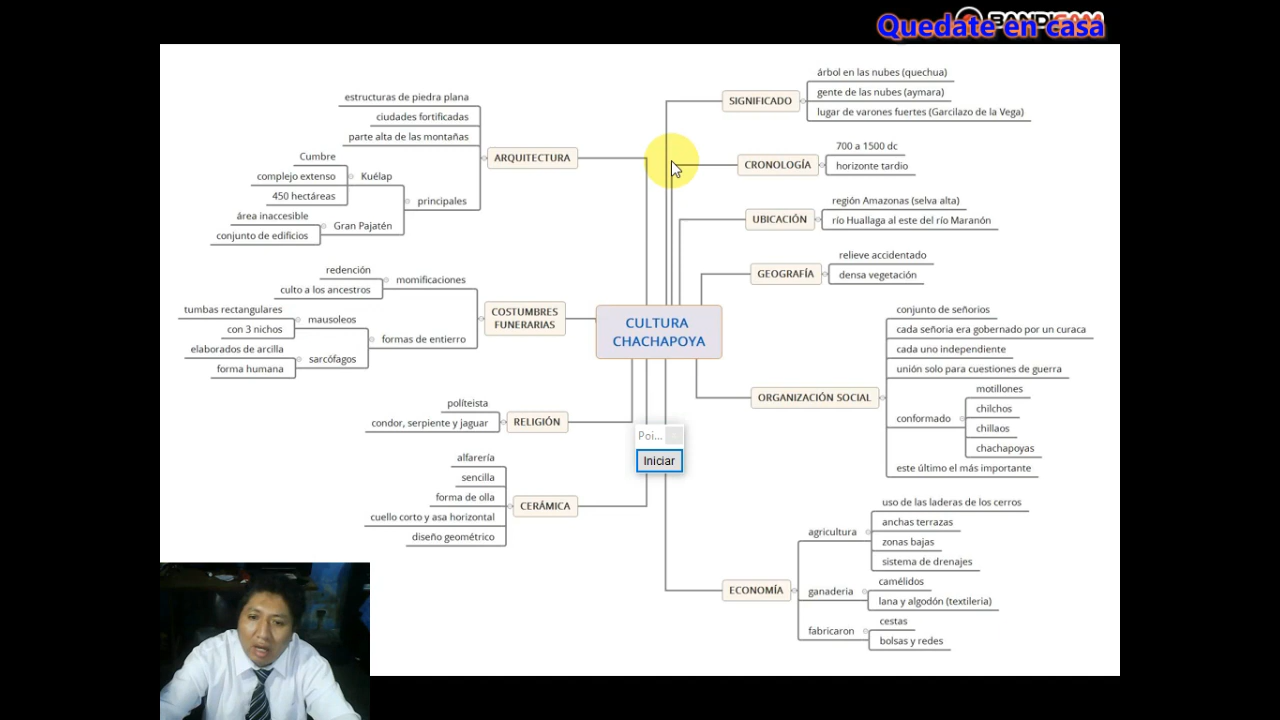 BANDICAM
Quedate en casa
CULTURA
CHACHAPOYA
SIGNIFICADO
árbol en las nubes (quechua)
gente de las nubes (aymara)
lugar de varones fuertes (Garcilazo de la Vega)
CRONOLOGÍA
700 a 1500 dc
horizonte tardio
UBICACIÓN
región Amazonas (selva alta)
río Huallaga al este del río Maranón
GEOGRAFÍA
relieve accidentado
densa vegetación
ORGANIZACIÓN SOCIAL
conjunto de señorios
cada señoria era gobernado por un curaca
cada uno independiente
unión solo para cuestiones de guerra
conformado
motillones
chilchos
chillaos
chachapoyas
este último el más importante
ECONOMÍA
agricultura
uso de las laderas de los cerros
anchas terrazas
zonas bajas
sistema de drenajes
ganaderia
camélidos
lana y algodón (textileria)
fabricaron
cestas
bolsas y redes
ARQUITECTURA
estructuras de piedra plana
ciudades fortificadas
parte alta de las montañas
principales
Kuélap
Cumbre
complejo extenso
450 hectáreas
Gran Pajatén
área inaccesible
conjunto de edificios
COSTUMBRES
FUNERARIAS
momificaciones
redención
culto a los ancestros
formas de entierro
mausoleos
tumbas rectangulares
con 3 nichos
sarcófagos
elaborados de arcilla
forma humana
RELIGIÓN
políteista
condor, serpiente y jaguar
CERÁMICA
alfarería
sencilla
forma de olla
cuello corto y asa horizontal
diseño geométrico
Poi...
Iniciar